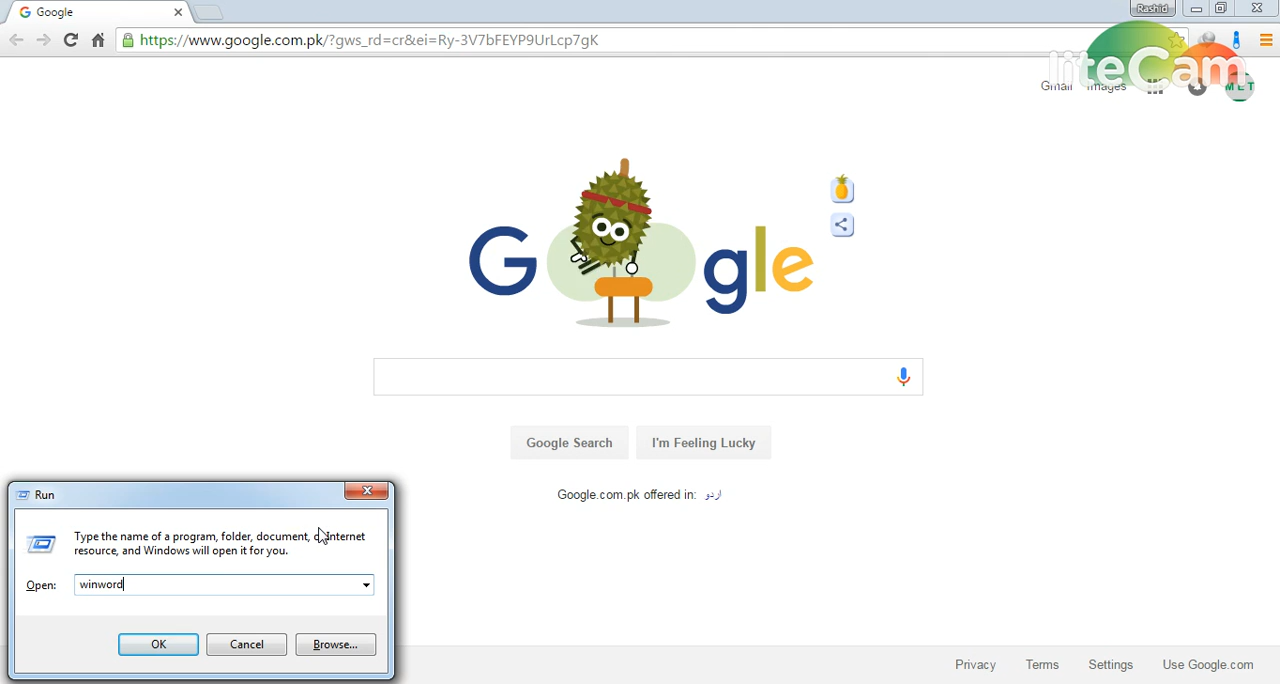 Google
Rashid
https://www.google.com.pk/?gws_rd=cr&ei=Ry-3V7bFEYP9UrLcp7gK
liteCam
Gmail Images
MET
Google
Google Search
I'm Feeling Lucky
Google.com.pk offered in: اردو
Run
Type the name of a program, folder, document, or Internet
resource, and Windows will open it for you.
Open: winword
OK
Cancel
Browse...
Privacy
Terms
Settings
Use Google.com